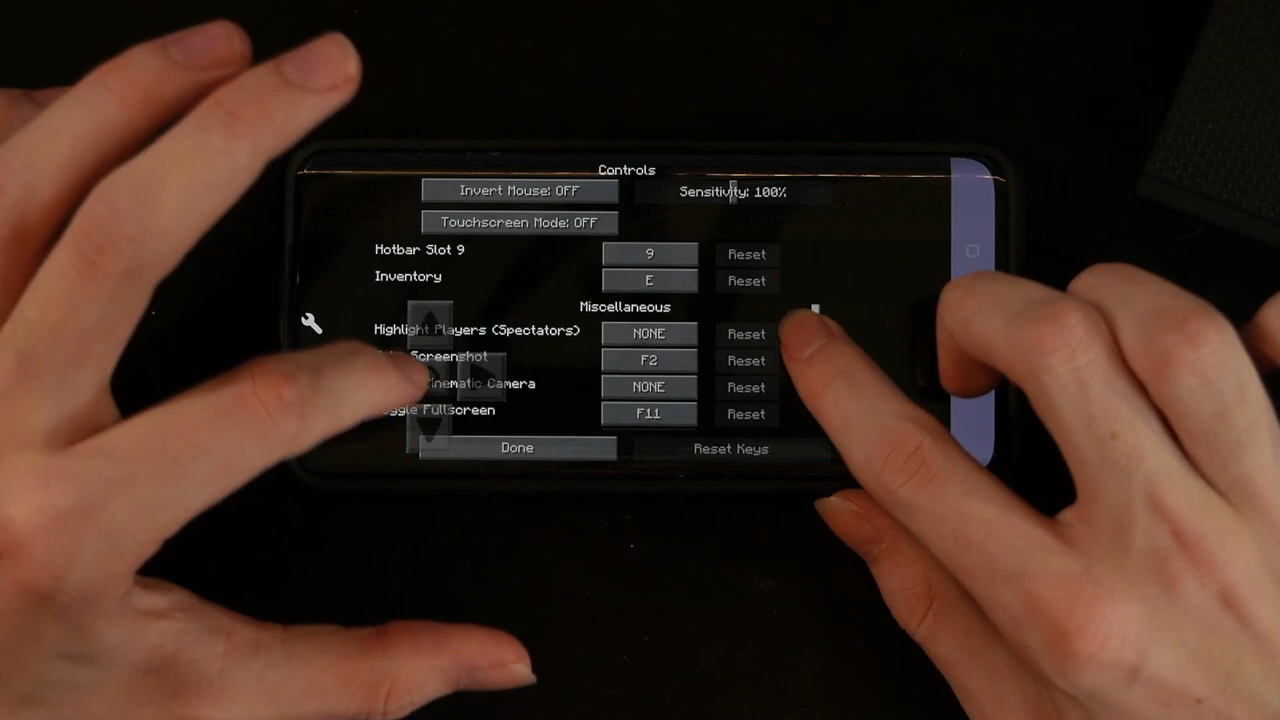 Controls
Invert Mouse: OFF Sensitivity: 100%
Touchscreen Mode: OFF
Hotbar Slot 9 9 Reset
Inventory E Reset
Miscellaneous
Highlight Players (Spectators) NONE Reset
Screenshot F2 Reset
Cinematic Camera NONE Reset
Toggle Fullscreen F11 Reset
Done Reset Keys